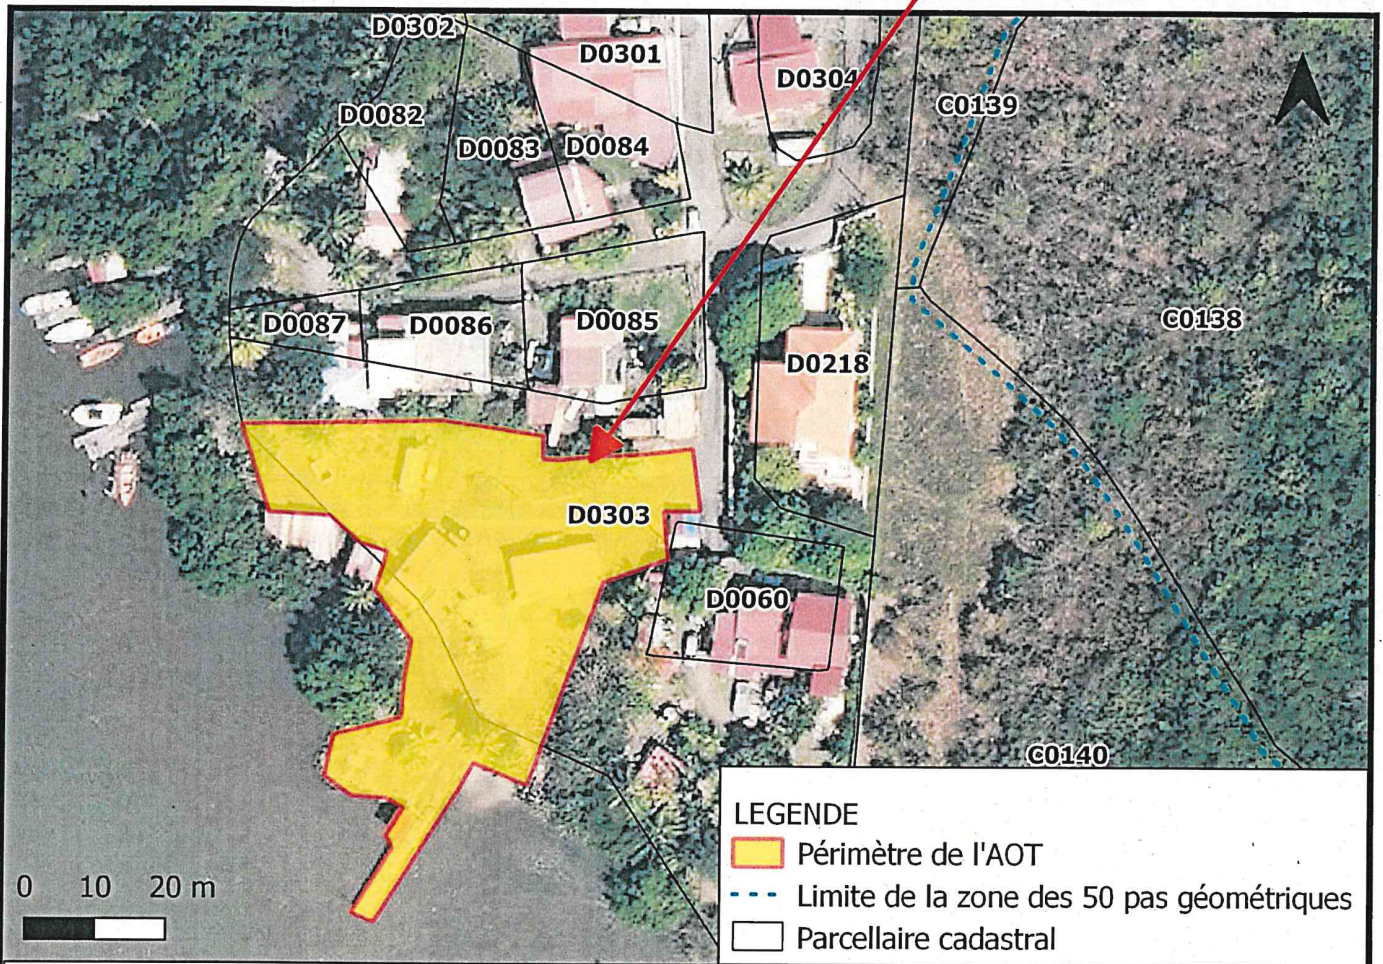 D0302
D0301
D0304
C0139
D0082
D0083
D0084
D0087
D0086
D0085
C0138
D0218
D0303
D0060
C0140
LEGENDE
Périmètre de l'AOT
Limite de la zone des 50 pas géométriques
Parcellaire cadastral
0 10 20 m